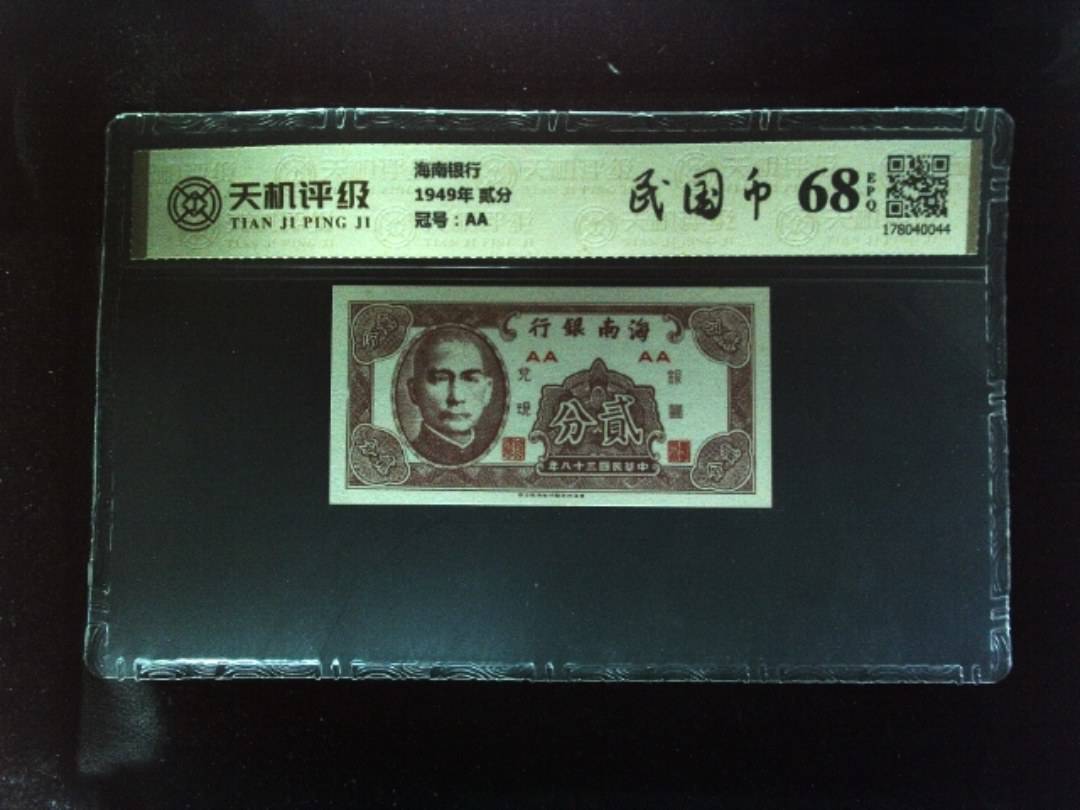 天机评级
TIAN JI PING JI
海南银行
1949年 贰分
冠号：AA
民国币
68
EPQ
178040044
行銀南海
AA AA
兌現
銀
分貳
年八十三國民華中